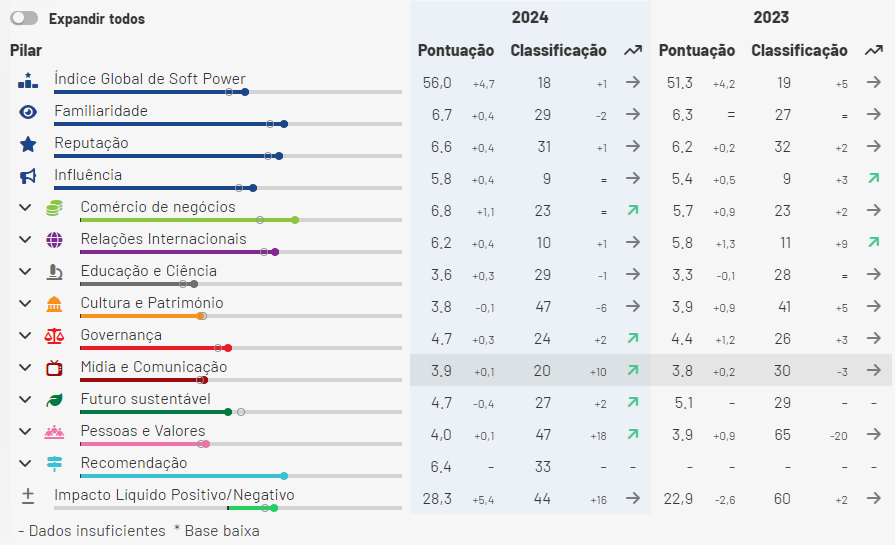 Expandir todos
2024 2023
Pilar Pontuação Classificação Pontuação Classificação
Índice Global de Soft Power 56,0 +4,7 18 +1 51.3 +4,2 19 +5
Familiaridade 6.7 +0,4 29 -2 6.3 = 27 =
Reputação 6.6 +0,4 31 +1 6.2 +0,2 32 +2
Influência 5.8 +0,4 9 = 5.4 +0,5 9 +3
Comércio de negócios 6.8 +1,1 23 = 5.7 +0,9 23 +2
Relações Internacionais 6.2 +0,4 10 +1 5.8 +1,3 11 +9
Educação e Ciência 3.6 +0,3 29 -1 3.3 -0,1 28 =
Cultura e Património 3.8 -0,1 47 -6 3.9 +0,9 41 +5
Governança 4.7 +0,3 24 +2 4.4 +1,2 26 +3
Mídia e Comunicação 3.9 +0,1 20 +10 3.8 +0,2 30 -3
Futuro sustentável 4.7 -0,4 27 +2 5.1 - 29 - -
Pessoas e Valores 4,0 +0,1 47 +18 3.9 +0,9 65 -20
Recomendação 6.4 - 33 - - - - - - -
Impacto Líquido Positivo/Negativo 28,3 +5,4 44 +16 22,9 -2,6 60 +2
- Dados insuficientes * Base baixa